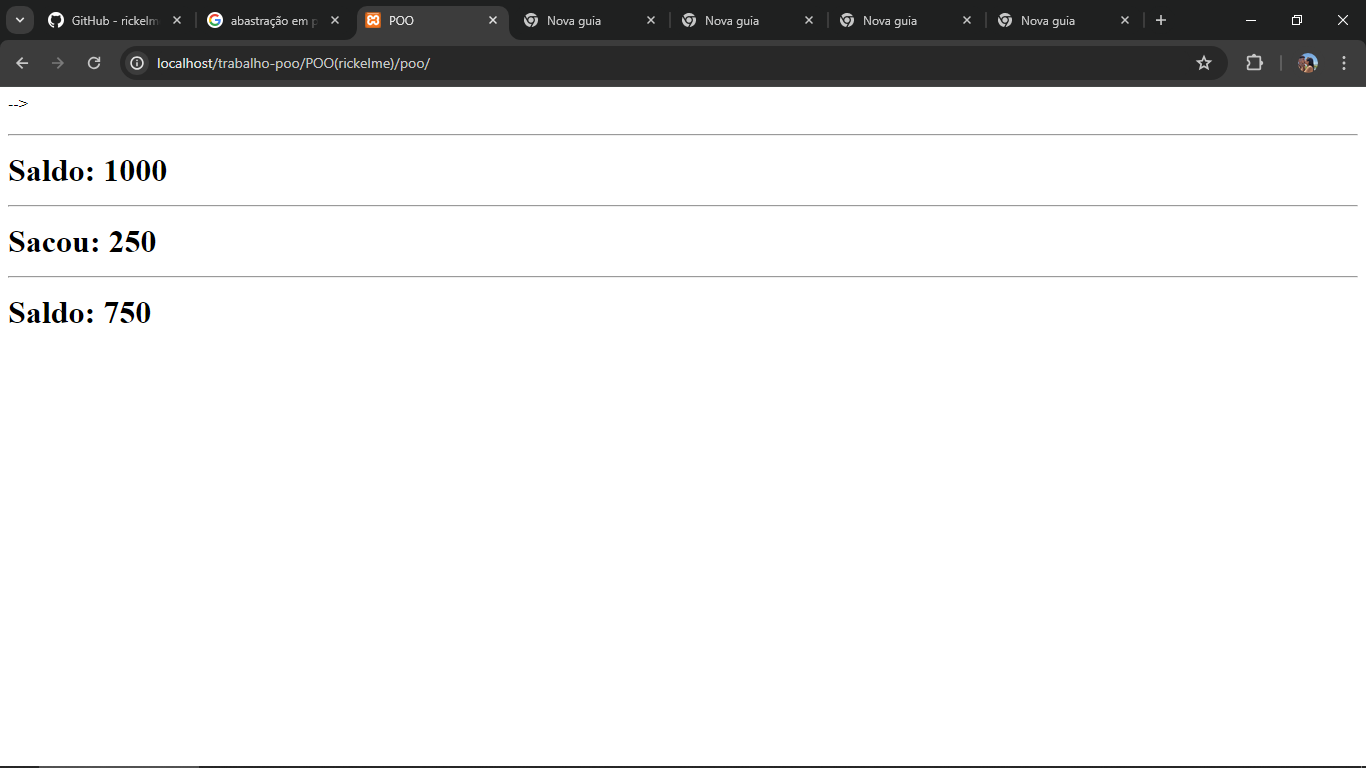 GitHub - rickelm
abastração em p
POO
Nova guia
Nova guia
Nova guia
Nova guia
localhost/trabalho-poo/POO(rickelme)/poo/
-->
Saldo: 1000
Sacou: 250
Saldo: 750